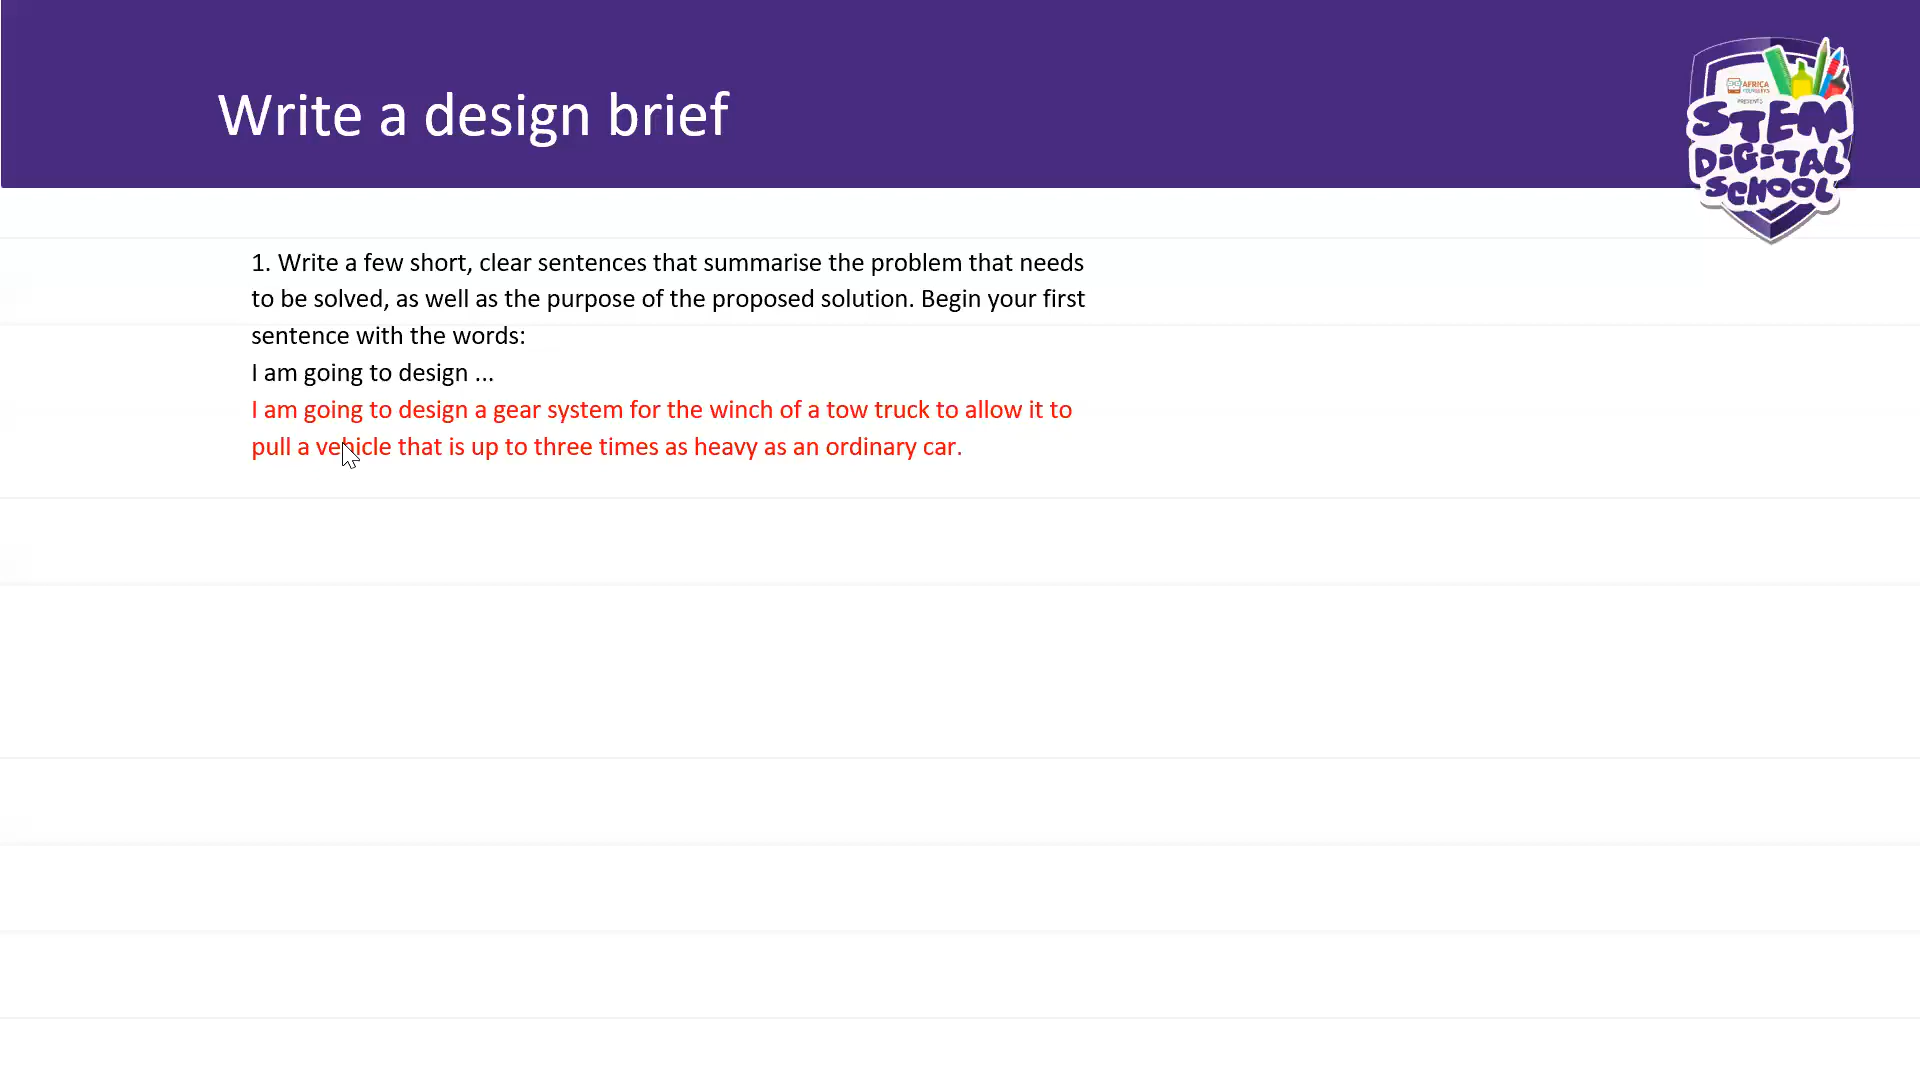 Write a design brief
AFRICA
PRESENTS
STEM
DIGITAL
SCHOOL
1. Write a few short, clear sentences that summarise the problem that needs
to be solved, as well as the purpose of the proposed solution. Begin your first
sentence with the words:
I am going to design ...
I am going to design a gear system for the winch of a tow truck to allow it to
pull a vehicle that is up to three times as heavy as an ordinary car.